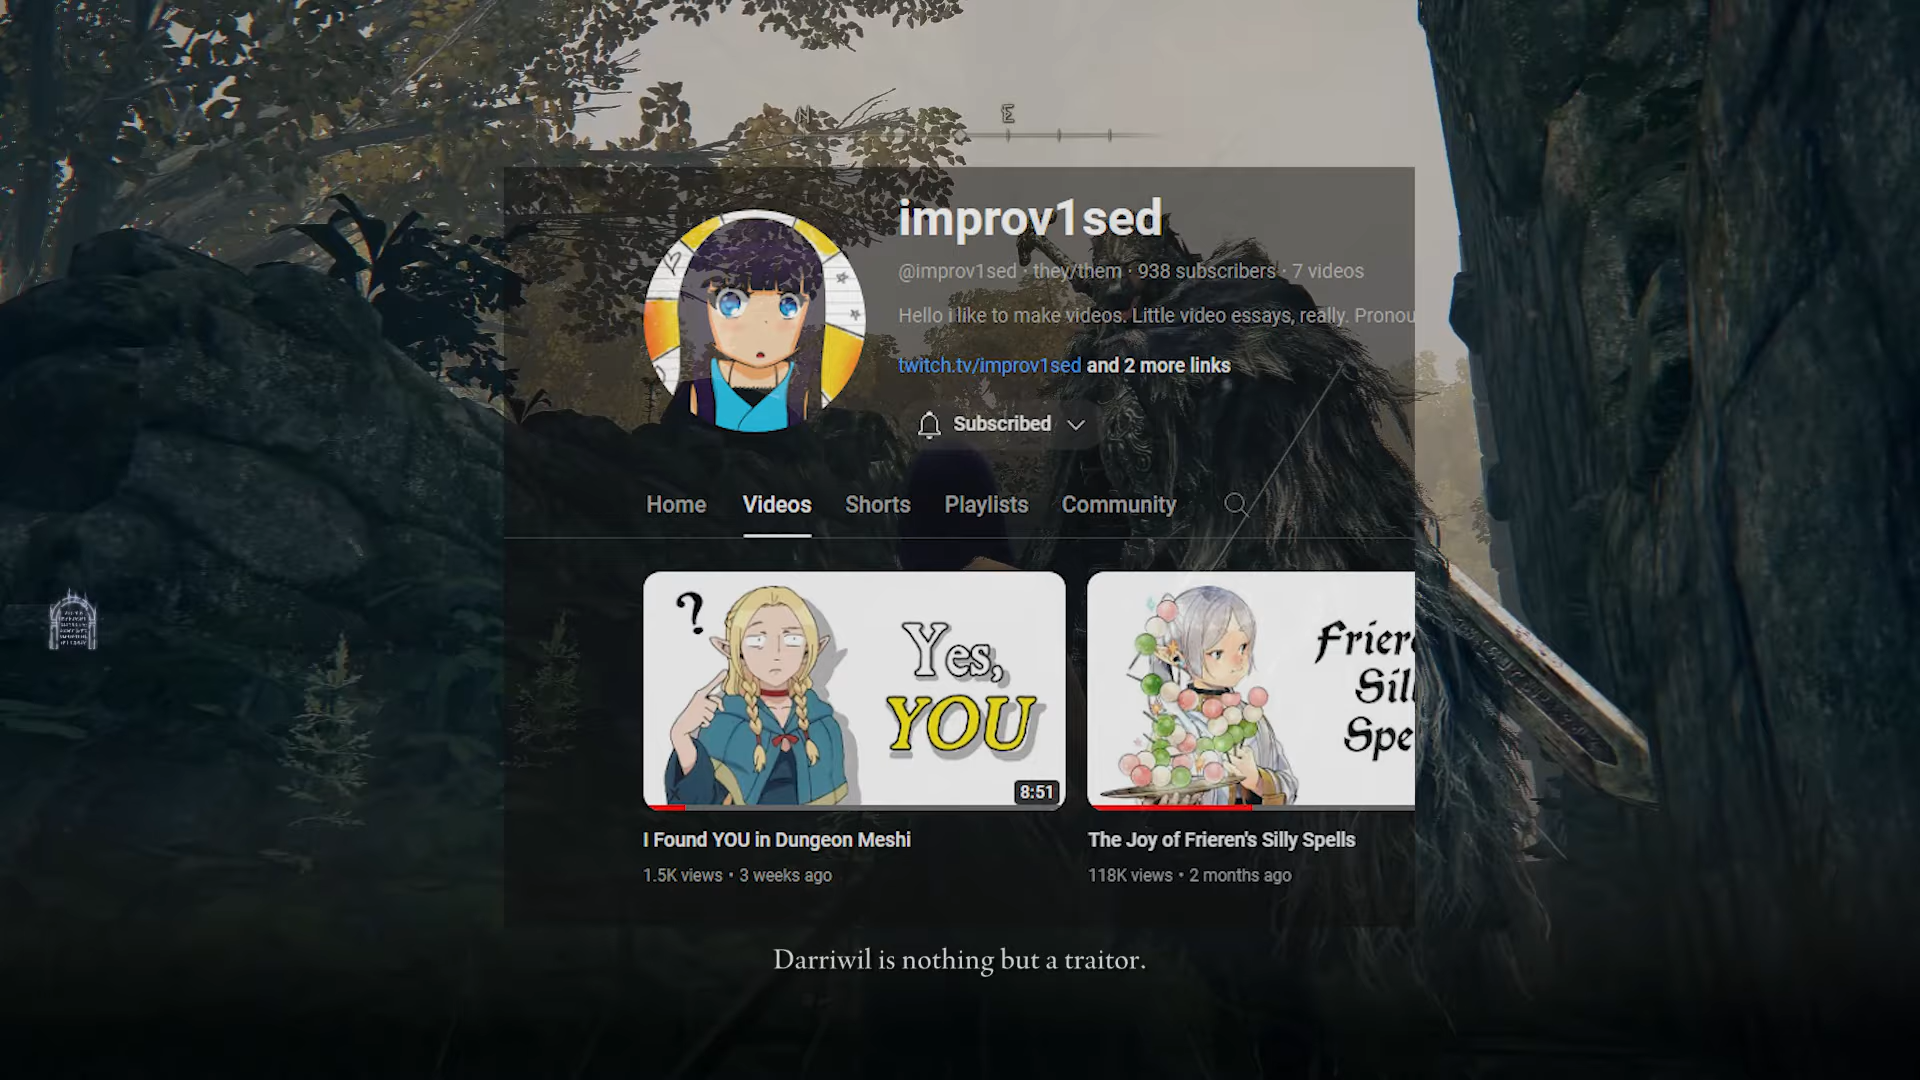 N E
improv1sed
@improv1sed · they/them · 938 subscribers · 7 videos
Hello i like to make videos. Little video essays, really. Pronou
twitch.tv/improv1sed and 2 more links
Subscribed
Home Videos Shorts Playlists Community
?
Yes,
YOU
8:51
Frier
Sil
Spe
I Found YOU in Dungeon Meshi
The Joy of Frieren's Silly Spells
1.5K views • 3 weeks ago
118K views • 2 months ago
Darriwil is nothing but a traitor.